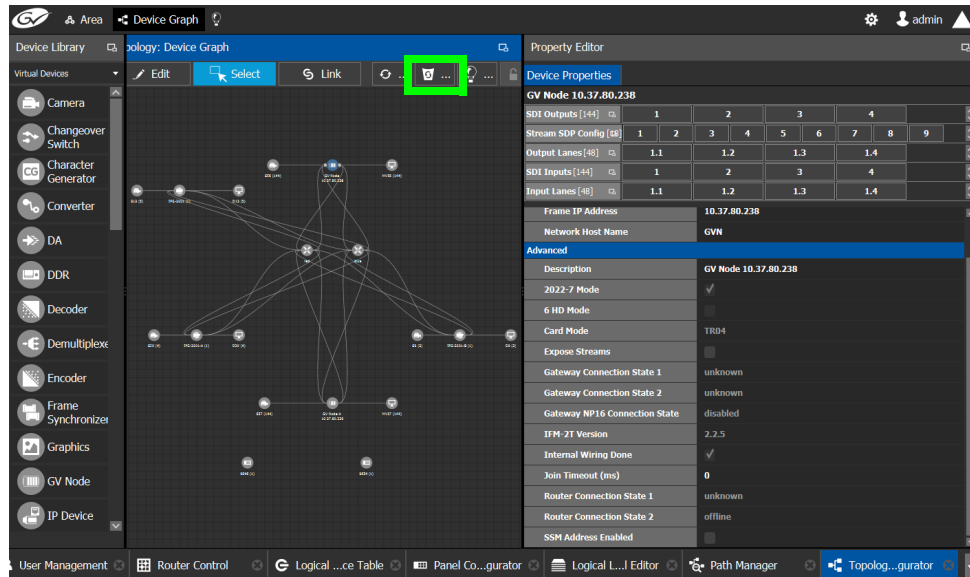 GV Area Device Graph admin
Device Library
Virtual Devices
Camera
Changeover
Switch
Character
Generator
CG
Converter
DA
DDR
Decoder
Demultiplexe
Encoder
Frame
Synchronizer
Graphics
GV Node
IP Device
pology: Device Graph
Edit Select Link ... ... ...
GV Node
10.37.80.238
Property Editor
Device Properties
GV Node 10.37.80.238
SDI Outputs [144] 1 2 3 4
Stream SDP Config 1 2 3 4 5 6 7 8 9
Output Lanes [48] 1.1 1.2 1.3 1.4
SDI Inputs [144] 1 2 3 4
Input Lanes [48] 1.1 1.2 1.3 1.4
Frame IP Address 10.37.80.238
Network Host Name GVN
Advanced
Description GV Node 10.37.80.238
2022-7 Mode
6 HD Mode
Card Mode TR04
Expose Streams
Gateway Connection State 1 unknown
Gateway Connection State 2 unknown
Gateway NP16 Connection State disabled
IFM-2T Version 2.2.5
Internal Wiring Done
Join Timeout (ms) 0
Router Connection State 1 unknown
Router Connection State 2 offline
SSM Address Enabled
User Management Router Control Logical ...ce Table Panel Co...gurator Logical L...l Editor Path Manager Topolog...gurator